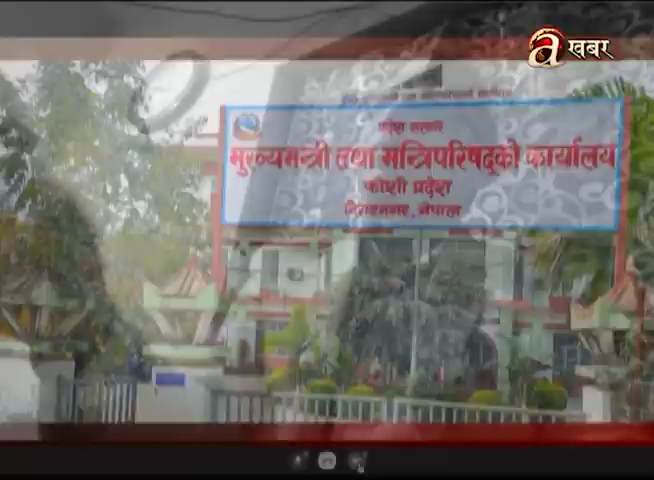 a खबर
प्रदेश सरकार
मुख्यमन्त्री तथा मन्त्रिपरिषद्को कार्यालय
कोशी प्रदेश
विराटनगर, नेपाल